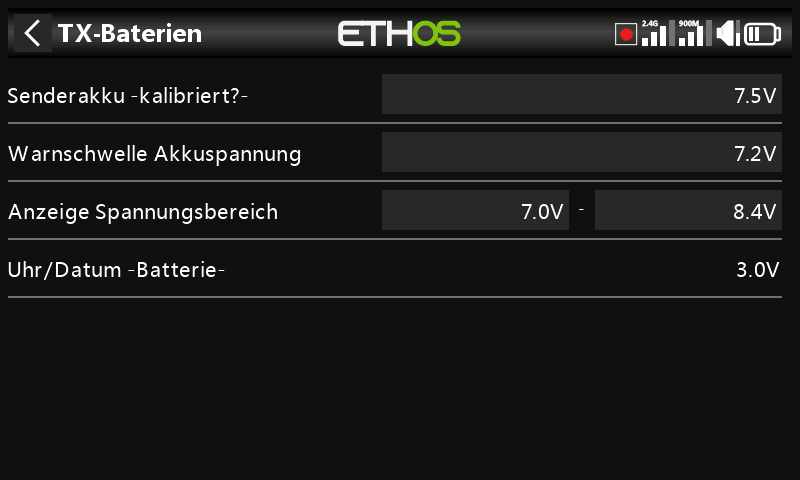 TX-Baterien
ETHOS
2.4G
900M
Senderakku -kalibriert?-
7.5V
Warnschwelle Akkuspannung
7.2V
Anzeige Spannungsbereich
7.0V - 8.4V
Uhr/Datum -Batterie-
3.0V